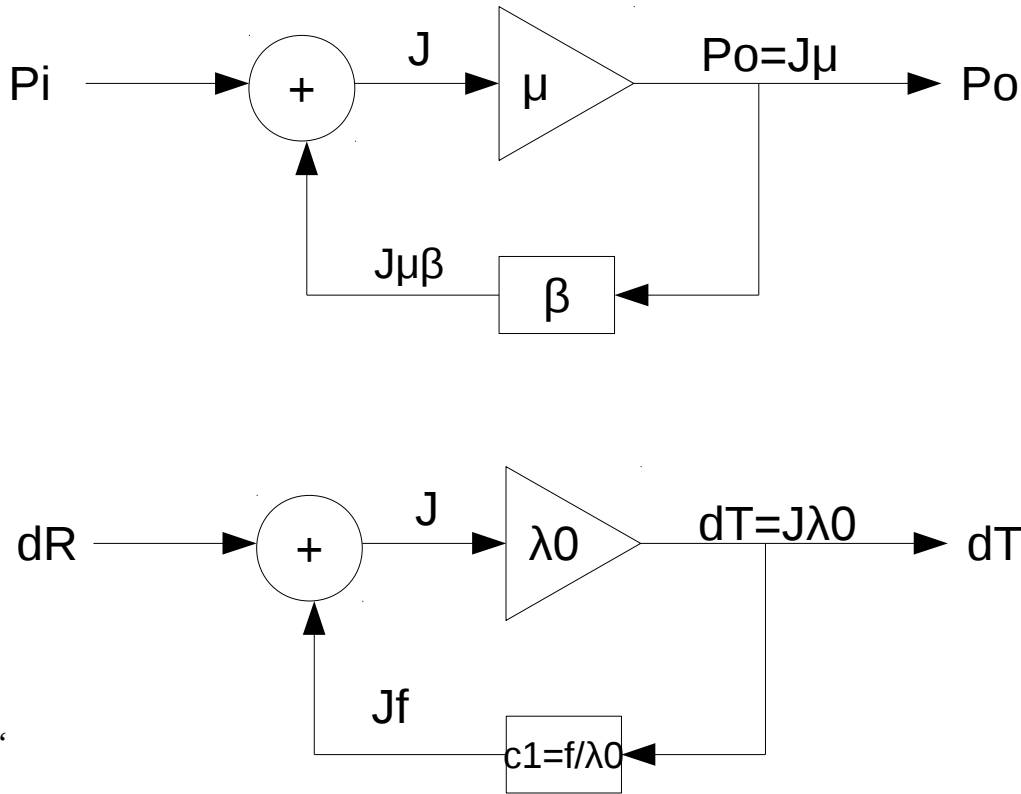 J
Po=Jµ
Pi
+
µ
Po
Jµβ
β
J
dT=Jλ0
dR
+
λ0
dT
Jf
c1=f/λ0
‘